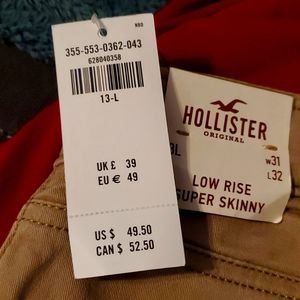 NBD
355-553-0362-043
628040358
13-L
UK £ 39
EU € 49
US $ 49.50
CAN $ 52.50
HOLLISTER
ORIGINAL
W31
L32
LOW RISE
SUPER SKINNY